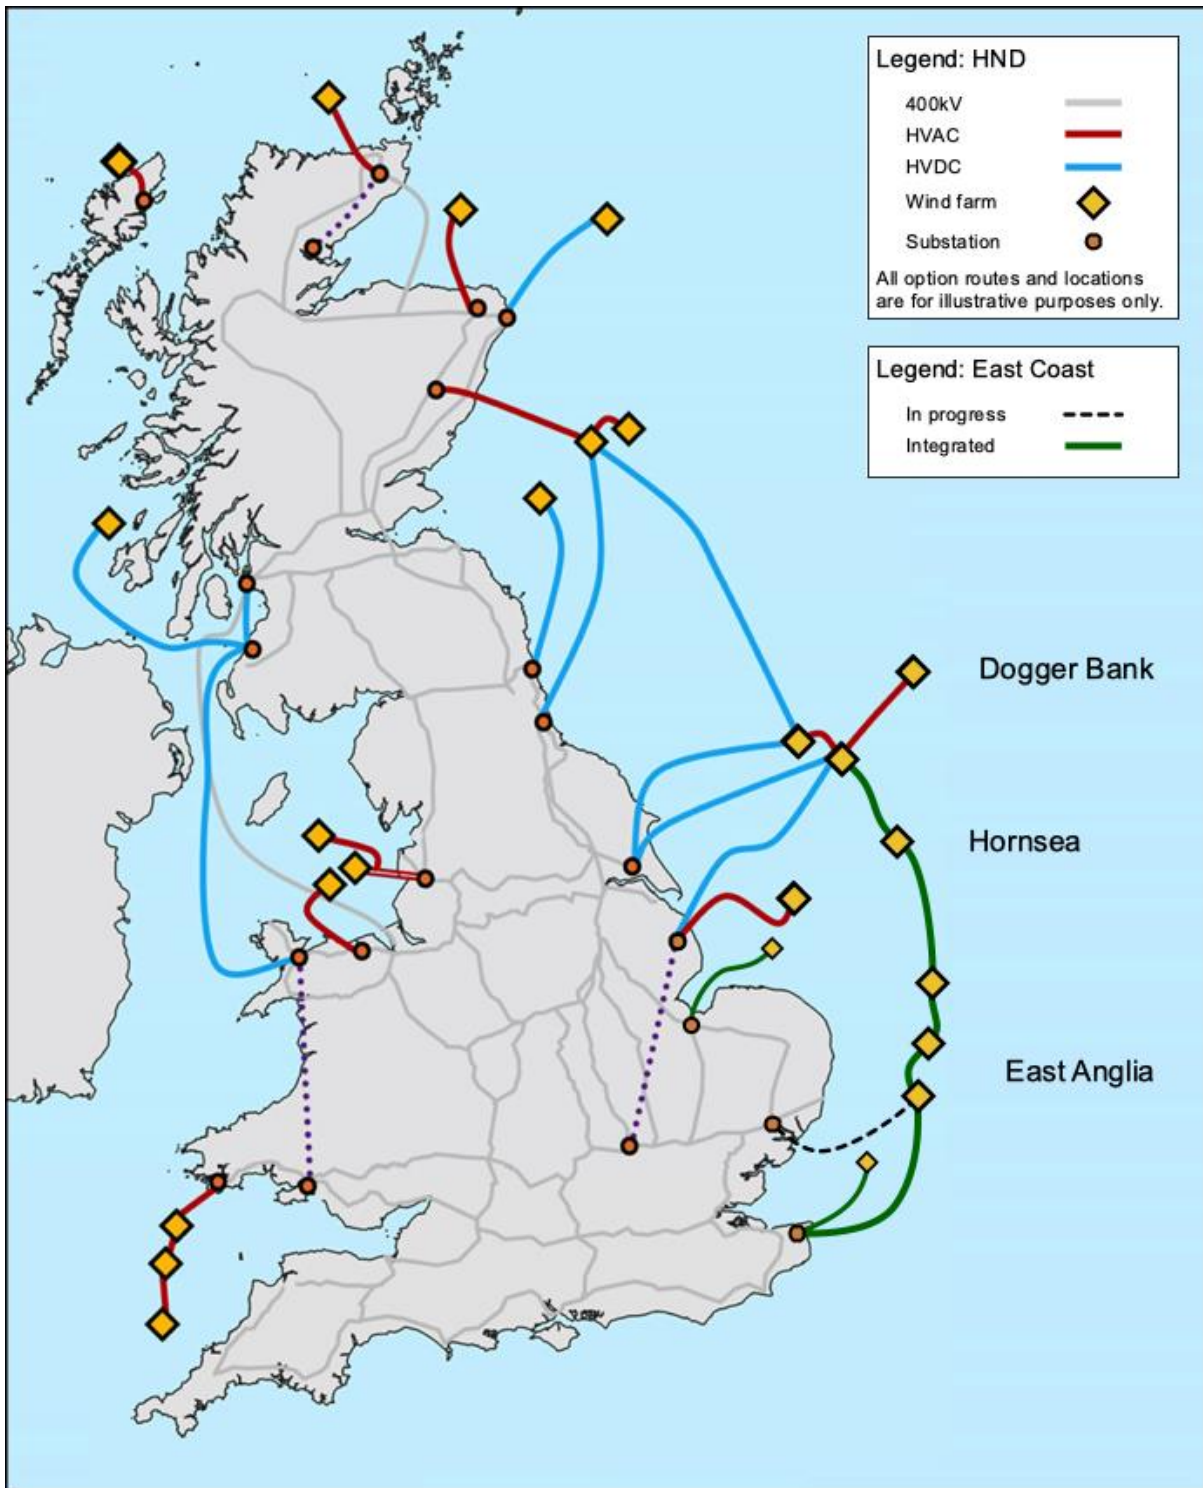 Legend: HND
400kV
HVAC
HVDC
Wind farm
Substation
All option routes and locations
are for illustrative purposes only.
Legend: East Coast
In progress
Integrated
Dogger Bank
Hornsea
East Anglia